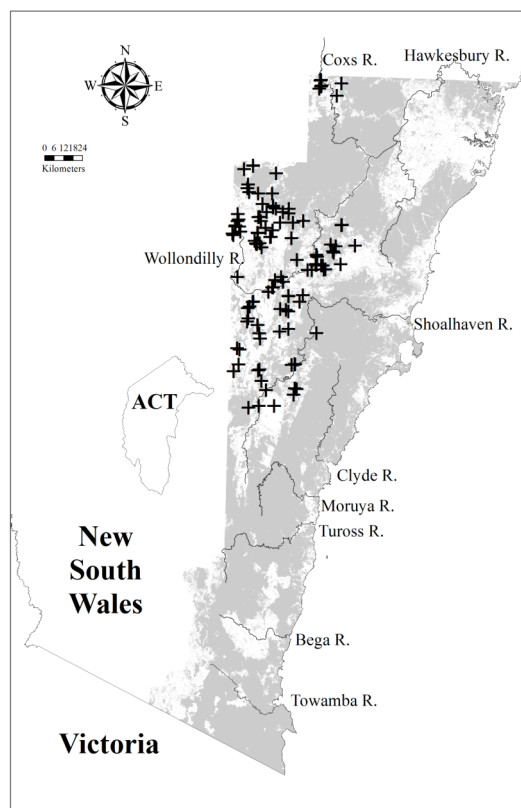 Coxs R.
Hawkesbury R.
N
W E
S
0 6 121824
Kilometers
Wollondilly R.
Shoalhaven R.
ACT
Clyde R.
Moruya R.
Tuross R.
New
South
Wales
Bega R.
Towamba R.
Victoria